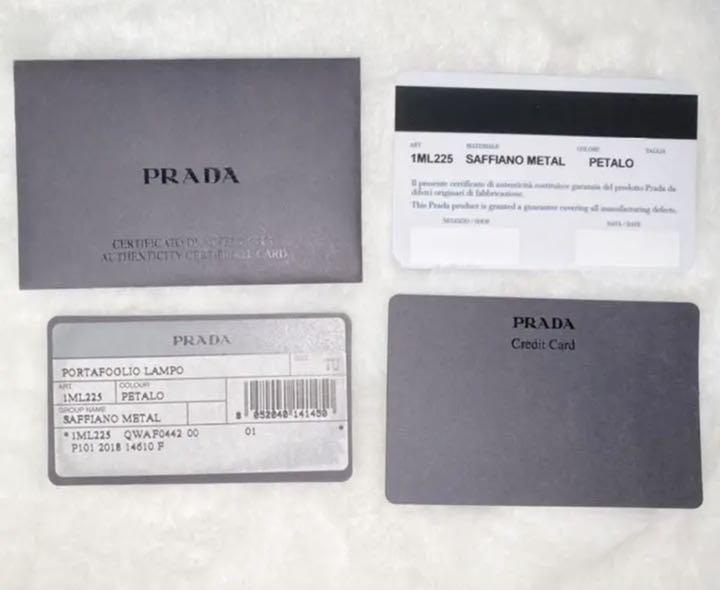 PRADA
CERTIFICATO DI AUTENTICITÀ
AUTHENTICITY CERTIFICATE CARD
ART MATERIALE COLORE TAGLIA
1ML225 SAFFIANO METAL PETALO
Il presente certificato di autenticità costituisce garanzia del prodotto Prada da
difetti originari di fabbricazione.
This Prada product is granted a guarantee covering all manufacturing defects.
NEGOZIO / SHOP DATA / DATE
PRADA
PORTAFOGLIO LAMPO TU
ART COLOUR
1ML225 PETALO
GROUP NAME
SAFFIANO METAL
8 052040 141450
*1ML225 QWAF0442 00 01 *
P101 2018 14610 F
PRADA
Credit Card